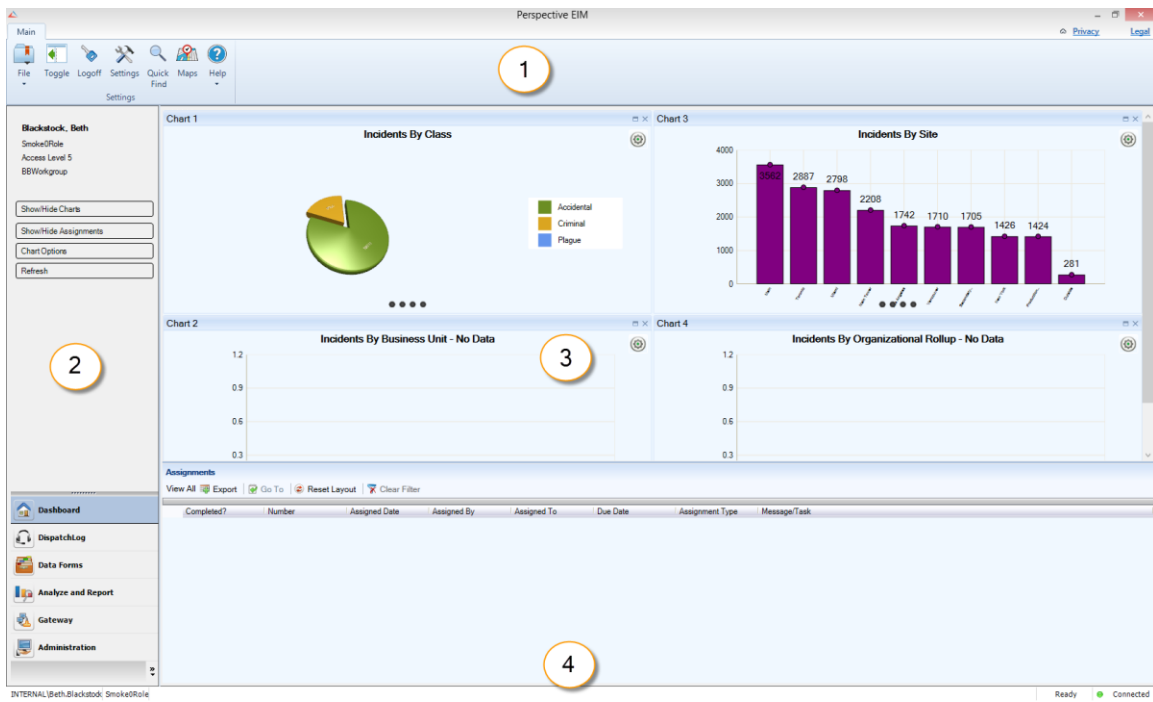 Perspective EIM
Main
Privacy Legal
File Toggle Logoff Settings Quick Find Maps Help
Settings
1
Blackstock, Beth
Smoke0Role
Access Level 5
BBWorkgroup
Show/Hide Charts
Show/Hide Assignments
Chart Options
Refresh
2
Chart 1
Incidents By Class
Accidental
Criminal
Plague
Chart 3
Incidents By Site
4000
3000
2000
1000
0
3562 2887 2798 2208 1742 1710 1705 1426 1424 281
Chart 2
Incidents By Business Unit - No Data
3
1.2
0.9
0.6
0.3
Chart 4
Incidents By Organizational Rollup - No Data
1.2
0.9
0.6
0.3
Assignments
View All Export Go To Reset Layout Clear Filter
Completed? Number Assigned Date Assigned By Assigned To Due Date Assignment Type Message/Task
4
Dashboard
DispatchLog
Data Forms
Analyze and Report
Gateway
Administration
INTERNAL\Beth.Blackstock Smoke0Role
Ready Connected